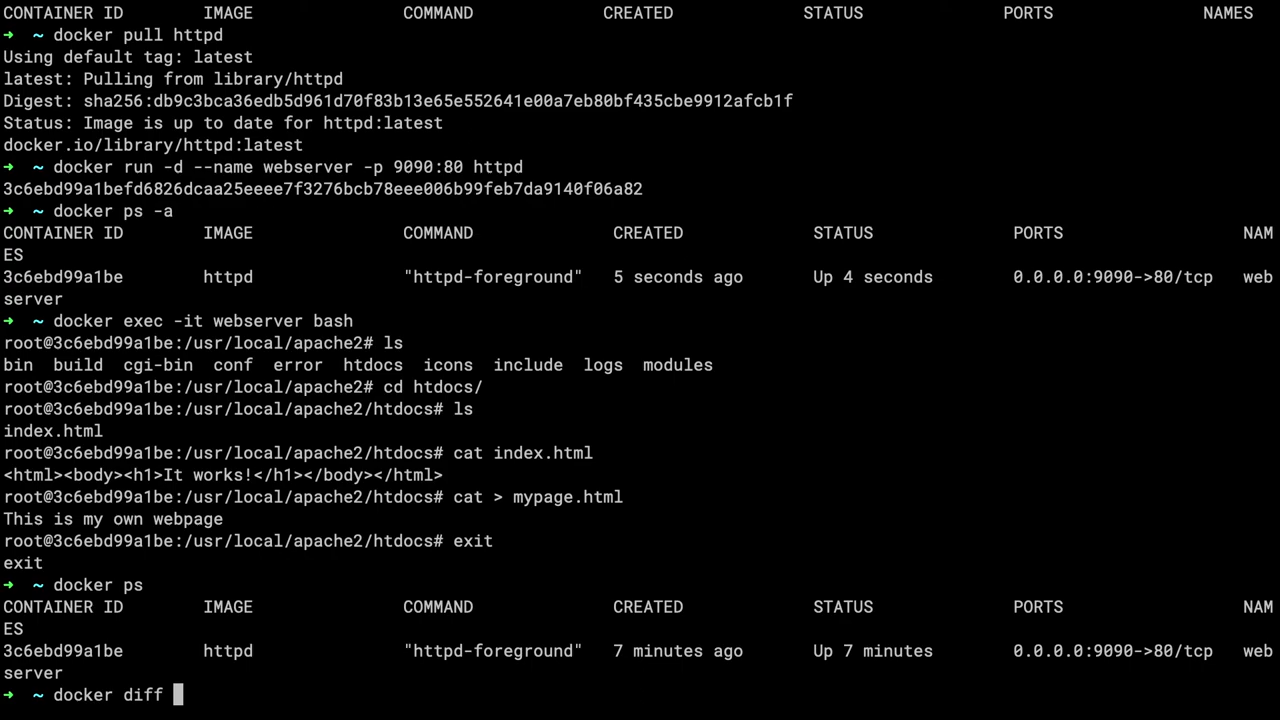 CONTAINER ID        IMAGE               COMMAND             CREATED             STATUS              PORTS               NAMES
➜  ~ docker pull httpd
Using default tag: latest
latest: Pulling from library/httpd
Digest: sha256:db9c3bca36edb5d961d70f83b13e65e552641e00a7eb80bf435cbe9912afcb1f
Status: Image is up to date for httpd:latest
docker.io/library/httpd:latest
➜  ~ docker run -d --name webserver -p 9090:80 httpd
3c6ebd99a1befd6826dcaa25eeee7f3276bcb78eee006b99feb7da9140f06a82
➜  ~ docker ps -a
CONTAINER ID        IMAGE               COMMAND              CREATED             STATUS              PORTS                  NAM
ES
3c6ebd99a1be        httpd               "httpd-foreground"   5 seconds ago       Up 4 seconds        0.0.0.0:9090->80/tcp   web
server
➜  ~ docker exec -it webserver bash
root@3c6ebd99a1be:/usr/local/apache2# ls
bin  build  cgi-bin  conf  error  htdocs  icons  include  logs  modules
root@3c6ebd99a1be:/usr/local/apache2# cd htdocs/
root@3c6ebd99a1be:/usr/local/apache2/htdocs# ls
index.html
root@3c6ebd99a1be:/usr/local/apache2/htdocs# cat index.html
<html><body><h1>It works!</h1></body></html>
root@3c6ebd99a1be:/usr/local/apache2/htdocs# cat > mypage.html
This is my own webpage
root@3c6ebd99a1be:/usr/local/apache2/htdocs# exit
exit
➜  ~ docker ps
CONTAINER ID        IMAGE               COMMAND              CREATED             STATUS              PORTS                  NAM
ES
3c6ebd99a1be        httpd               "httpd-foreground"   7 minutes ago       Up 7 minutes        0.0.0.0:9090->80/tcp   web
server
➜  ~ docker diff